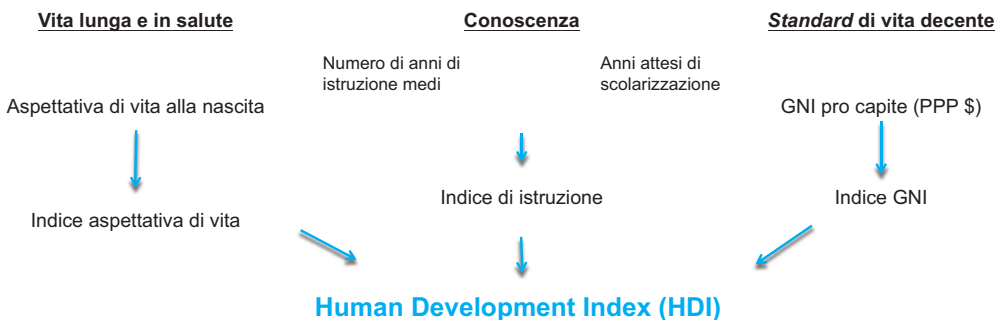 Vita lunga e in salute
Conoscenza
Standard di vita decente
Numero di anni di
istruzione medi
Anni attesi di
scolarizzazione
Aspettativa di vita alla nascita
GNI pro capite (PPP $)
Indice aspettativa di vita
Indice di istruzione
Indice GNI
Human Development Index (HDI)